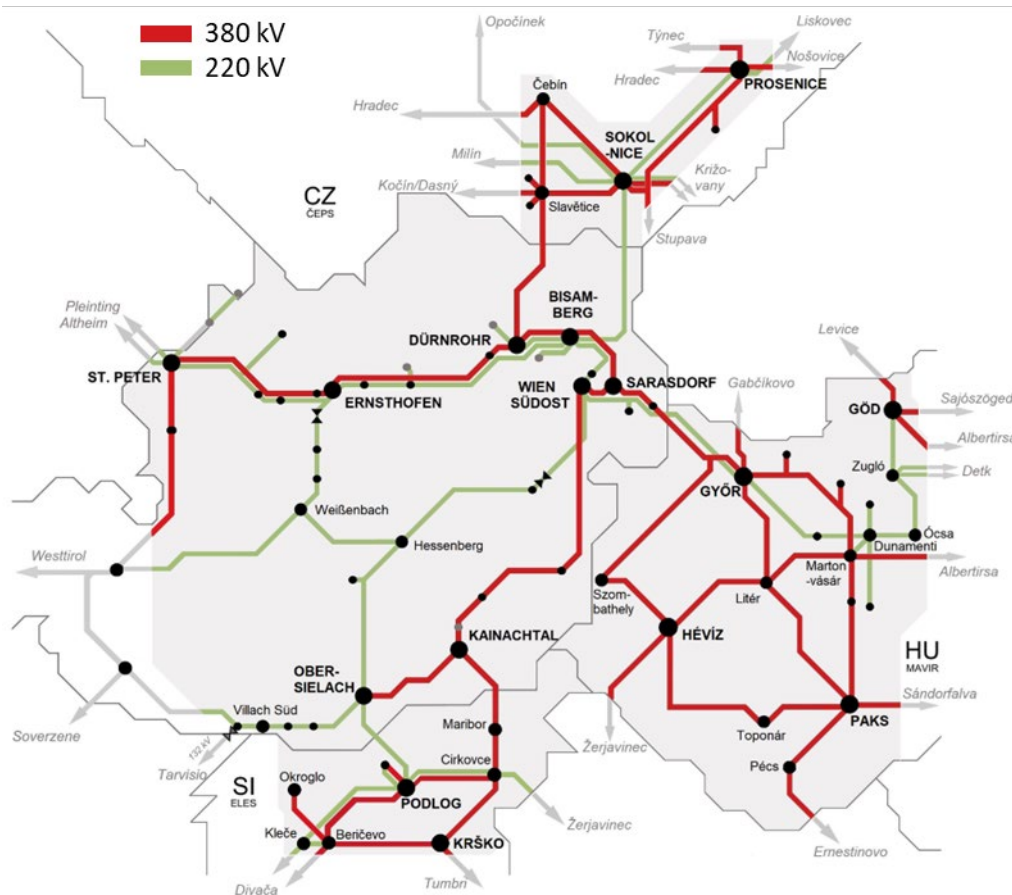 380 kV
220 kV
Opočinek
Týnec
Liskovec
Nošovice
Hradec
PROSENICE
Čebín
Hradec
SOKOL
-NICE
Milín
Križo-
vany
Kočín/Dasný
Slavětice
Stupava
CZ
ČEPS
BISAM-
BERG
Pleinting
Altheim
DÜRNROHR
Levice
ST. PETER
ERNSTHOFEN
WIEN
SÜDOST
SARASDORF
Gabčíkovo
GÖD
Sajószöged
Albertirsa
Zugló
Detk
GYŐR
Weißenbach
Hessenberg
Ócsa
Dunamenti
Westtirol
Marton
-vásár
Albertirsa
Szom-
bathely
Litér
KAINACHTAL
HÉVÍZ
HU
MAVIR
OBER-
SIELACH
Sándorfalva
PAKS
Villach Süd
Maribor
Toponár
Soverzene
132 kV
Tarvisio
Žerjavinec
Pécs
Cirkovce
SI
ELES
Okroglo
PODLOG
Žerjavinec
Kleče
Beričevo
KRŠKO
Ernestinovo
Divača
Tumbri